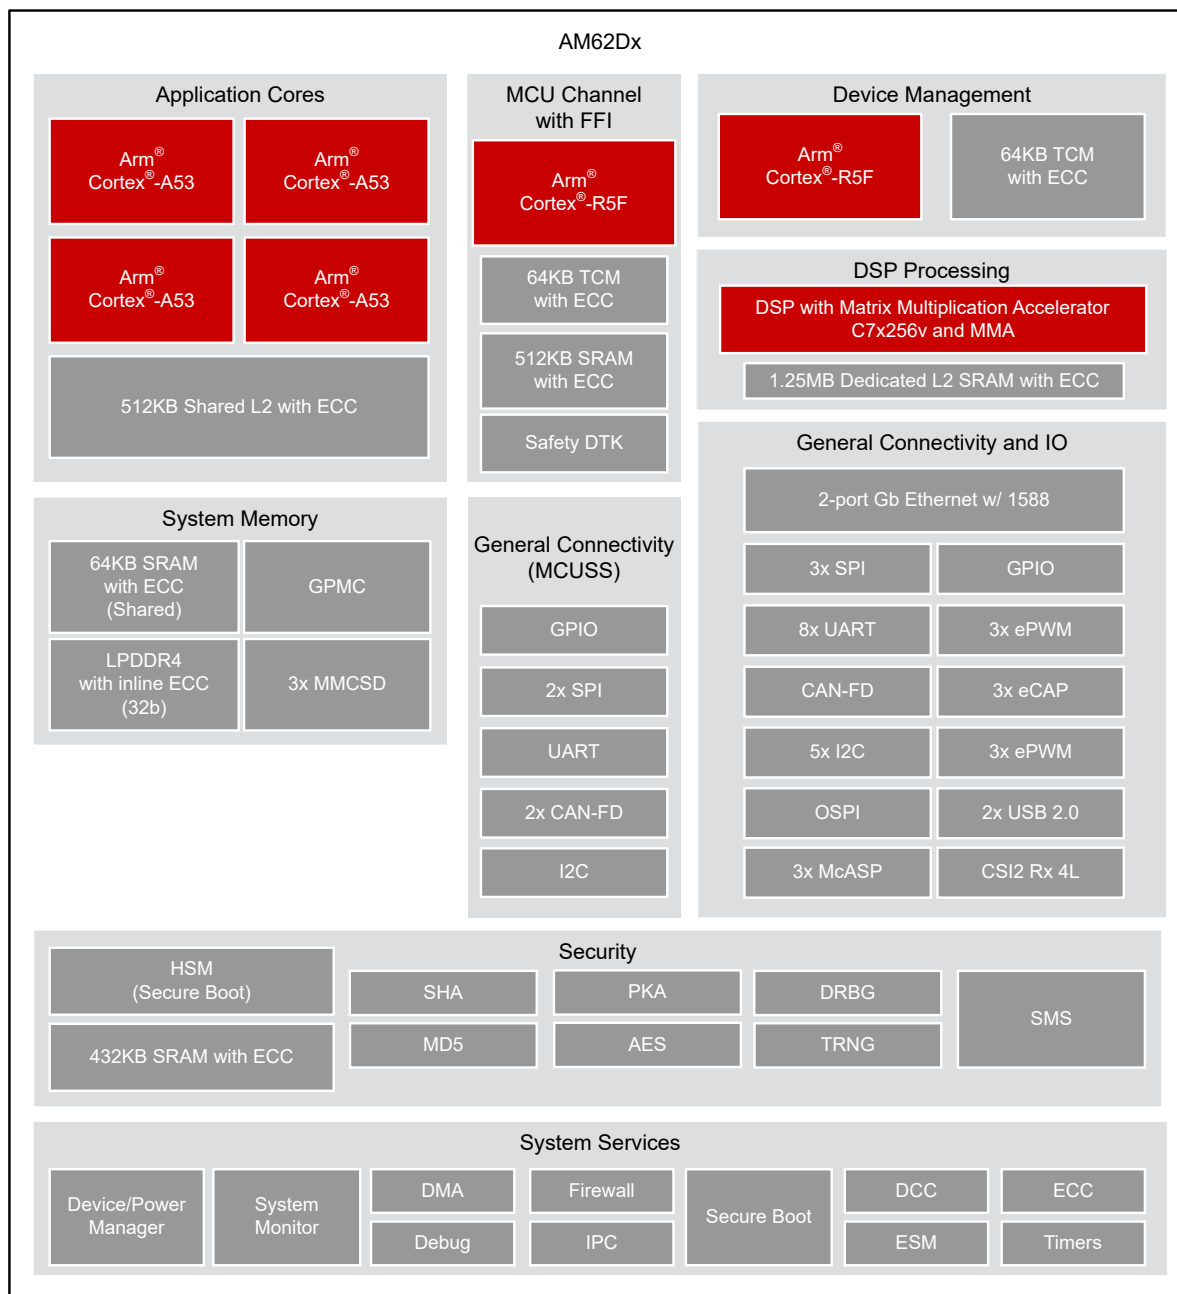 AM62Dx
Application Cores
Arm®
Cortex®-A53
Arm®
Cortex®-A53
Arm®
Cortex®-A53
Arm®
Cortex®-A53
512KB Shared L2 with ECC
MCU Channel
with FFI
Arm®
Cortex®-R5F
64KB TCM
with ECC
512KB SRAM
with ECC
Safety DTK
Device Management
Arm®
Cortex®-R5F
64KB TCM
with ECC
DSP Processing
DSP with Matrix Multiplication Accelerator
C7x256v and MMA
1.25MB Dedicated L2 SRAM with ECC
System Memory
64KB SRAM
with ECC
(Shared)
GPMC
LPDDR4
with inline ECC
(32b)
3x MMCSD
General Connectivity
(MCUSS)
GPIO
2x SPI
UART
2x CAN-FD
I2C
General Connectivity and IO
2-port Gb Ethernet w/ 1588
3x SPI
GPIO
8x UART
3x ePWM
CAN-FD
3x eCAP
5x I2C
3x ePWM
OSPI
2x USB 2.0
3x McASP
CSI2 Rx 4L
Security
HSM
(Secure Boot)
432KB SRAM with ECC
SHA
PKA
DRBG
MD5
AES
TRNG
SMS
System Services
Device/Power
Manager
System
Monitor
DMA
Debug
Firewall
IPC
Secure Boot
DCC
ESM
ECC
Timers